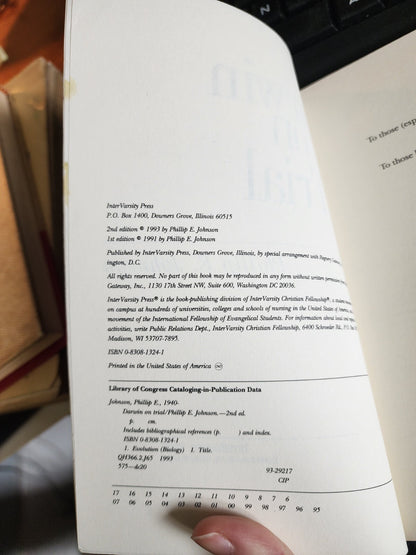 InterVarsity Press
P.O. Box 1400, Downers Grove, Illinois 60515
2nd edition © 1993 by Phillip E. Johnson
1st edition © 1991 by Phillip E. Johnson
Published by InterVarsity Press, Downers Grove, Illinois, by special arrangement with Regnery
ington, D.C.
All rights reserved. No part of this book may be reproduced in any form without written permission
Gateway, Inc., 1130 17th Street NW, Suite 600, Washington DC 20036.
InterVarsity Press® is the book-publishing division of InterVarsity Christian Fellowship®, a student
on campus at hundreds of universities, colleges and schools of nursing in the United States of America,
movement of the International Fellowship of Evangelical Students. For information about local and
activities, write Public Relations Dept., InterVarsity Christian Fellowship, 6400 Schroeder Rd., P.O. Box
Madison, WI 53707-7895.
ISBN 0-8308-1324-1
Printed in the United States of America
Library of Congress Cataloging-in-Publication Data
Johnson, Phillip E., 1940-
Darwin on trial/Phillip E. Johnson.—2nd ed.
p. cm.
Includes bibliographical references (p. ) and index.
ISBN 0-8308-1324-1
1. Evolution (Biology) I. Title.
QH366.2.J65 1993
575—dc20
93-29217
CIP
17 16 15 14 13 12 11 10 9 8 7 6
07 06 05 04 03 02 01 00 99 98 97 96 95
To those (esp
To those